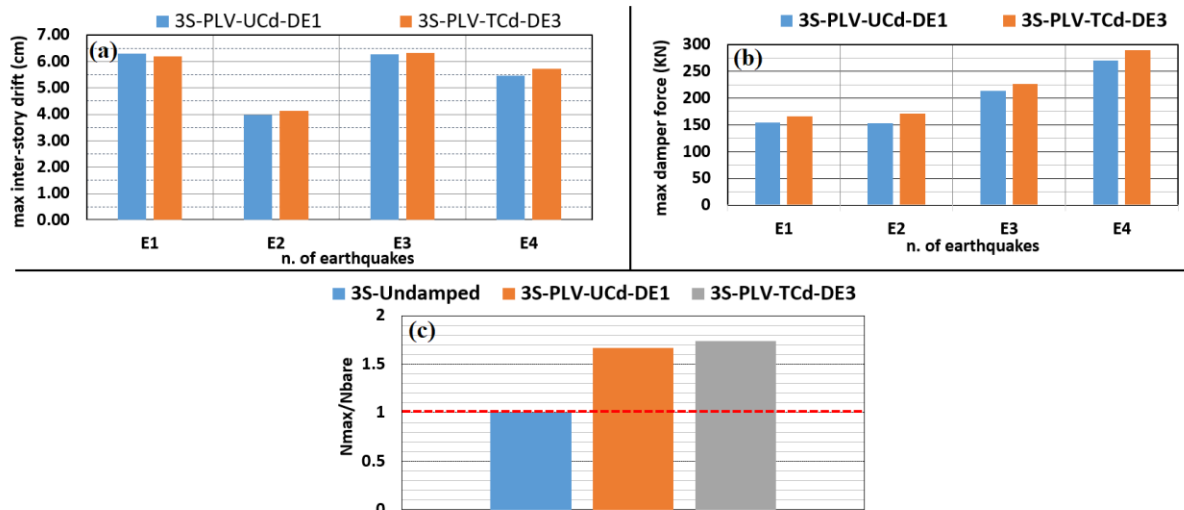 3S-PLV-UCd-DE1 3S-PLV-TCd-DE3
(a)
max inter-story drift (cm)
7.00
6.00
5.00
4.00
3.00
2.00
1.00
0.00
E1 E2 E3 E4
n. of earthquakes
3S-PLV-UCd-DE1 3S-PLV-TCd-DE3
(b)
max damper force (KN)
300
250
200
150
100
50
0
E1 E2 E3 E4
n. of earthquakes
3S-Undamped 3S-PLV-UCd-DE1 3S-PLV-TCd-DE3
(c)
Nmax/Nbare
2
1.5
1
0.5
0